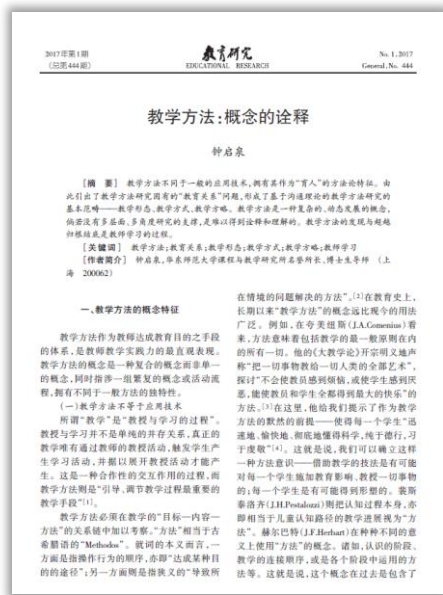 2017年第1期
(总第444期)
教育研究
EDUCATIONAL RESEARCH
No. 1, 2017
General, No. 444
教学方法:概念的诠释
钟启泉
[摘 要] 教学方法不同于一般的应用技术,拥有其作为“育人”的方法论特征。由
此引出了教学方法研究固有的“教育关系”问题,形成了基于沟通理论的教学方法研究的
基本范畴——教学形态、教学方式、教学方略。教学方法是一种复杂的、动态发展的概念,
倘若没有多层面、多角度研究的支撑,是难以得到诠释和理解的。教学方法的发现与超越
归根结底是教师学习的过程。
[关键词] 教学方法;教育关系;教学形态;教学方式;教学方略;教师学习
[作者简介] 钟启泉,华东师范大学课程与教学研究所名誉所长、博士生导师 (上
海 200062)
一、教学方法的概念特征
教学方法作为教师达成教育目的之手段
的体系,是教师教学实践力的最直观表现。
教学方法的概念是一种复合的概念而非单一
的概念,同时指涉一组繁复的概念或活动流
程,拥有不同于一般方法的独特性。
(一)教学方法不等于应用技术
所谓“教学”是“教授与学习的过程”。
教授与学习并不是单纯的并存关系,真正的
教学唯有通过教师的教授活动,触发学生产
生学习活动,并据以展开教授活动才能产
生。这是一种合作性的交互作用的过程,而
教学方法则是“引导、调节教学过程最重要的
教学手段”[1]。
教学方法必须在教学的“目标—内容—
方法”的关系链中加以考察。“方法”相当于古
希腊语的“Methodos”。就词的本义而言,一
方面是指操作行为的顺序,亦即“达成某种目
的的途径”;另一方面则是指狭义的“导致所
在情境的问题解决的方法”。[2]在教育史上,
长期以来“教学方法”的概念远比现今的用法
广泛。例如,在夸美纽斯(J.A.Comenius)看
来,方法意味着包括教学的最一般原则在内
的所有一切。他的《大教学论》开宗明义地声
称“把一切事物教给一切人类的全部艺术”,
探讨“不会使教员感到烦恼,或使学生感到厌
恶,能使教员和学生全都得到最大的快乐”的
方法。[3]在这里,他给我们提示了作为教学
方法的默然的前提——使得每一个学生“迅
速地、愉快地、彻底地懂得科学,纯于德行,习
于虔敬”[4]。这就是说,我们可以确立这样
一种方法意识——借助教学的技法是有可能
对每一个学生施加教育影响、教授一切事物
的;每一个学生是有可能得到形塑的。裴斯
泰洛齐(J.H.Pestalozzi)则把认知过程本身,亦
即相当于儿童认知路径的教学进展视为“方
法”。赫尔巴特(J.F.Herbart)在种种不同的意
义上使用“方法”的概念。诸如,认识的阶段、
教学的连接顺序,或是各个阶段中运用的方
法等。这就是说,这个概念在过去是包含了